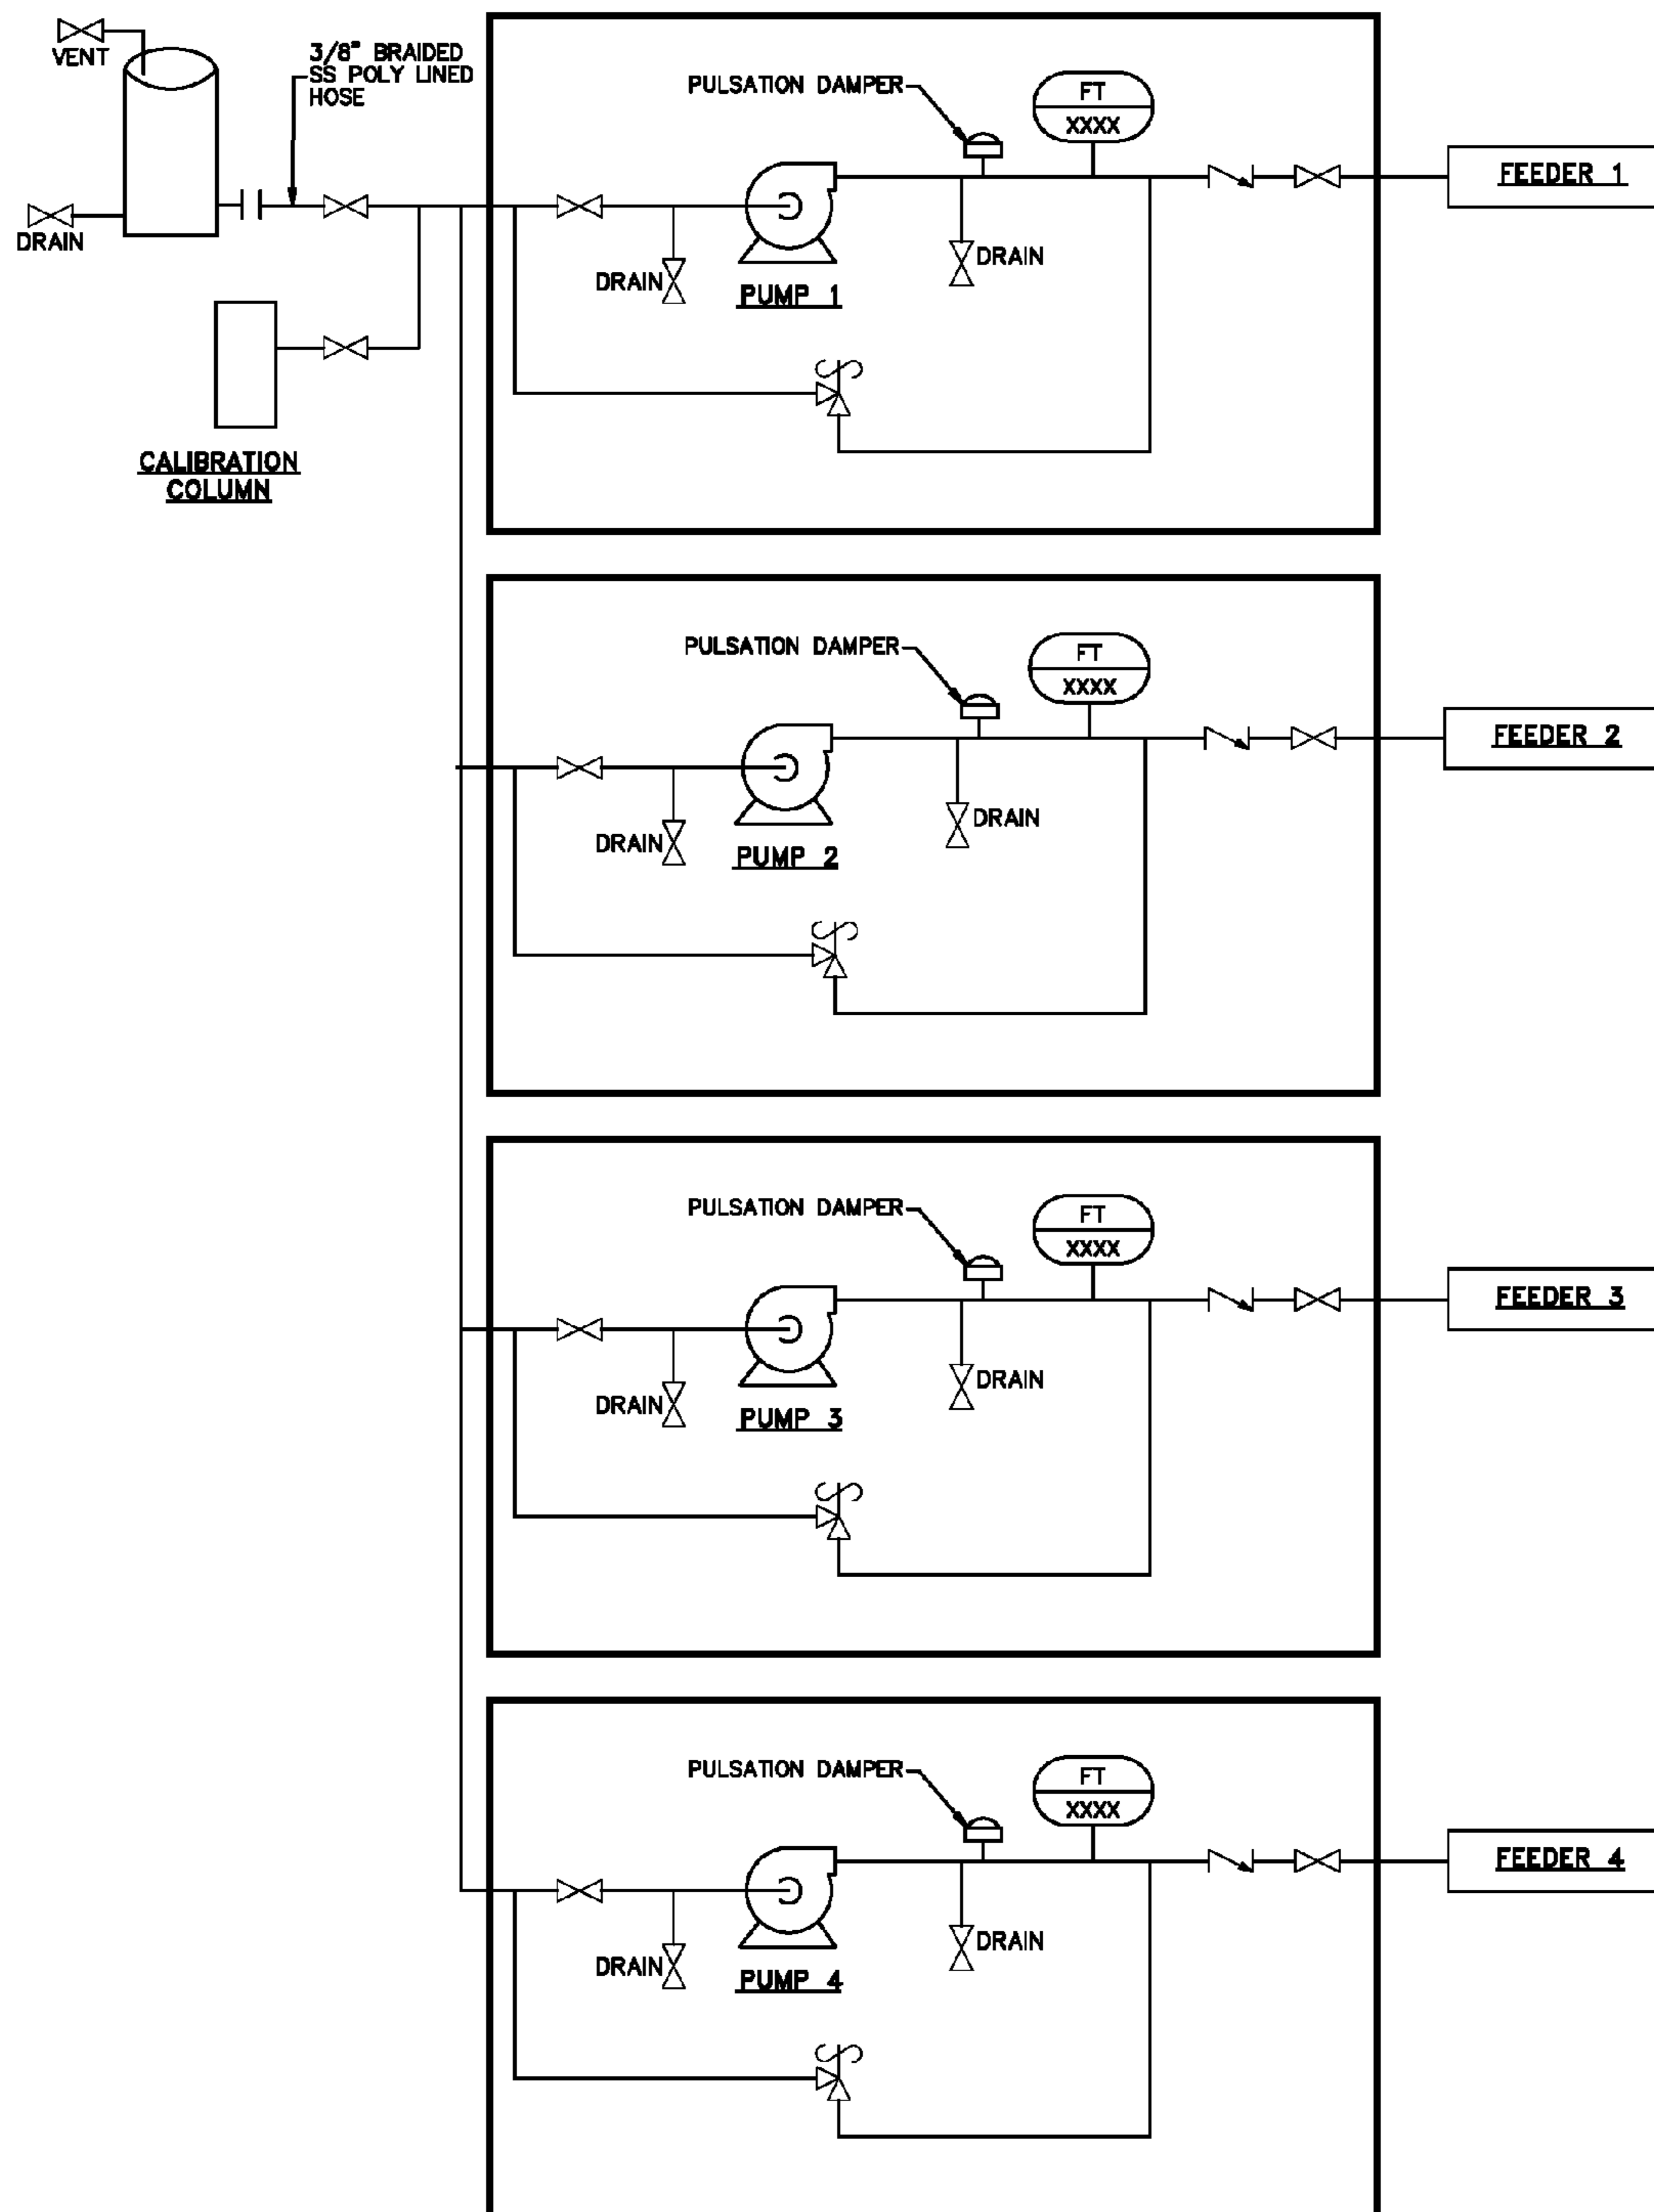 VENT
3/8" BRAIDED
SS POLY LINED
HOSE
DRAIN
CALIBRATION
COLUMN
PULSATION DAMPER
FT
XXXX
FEEDER 1
DRAIN
DRAIN
PUMP 1
PULSATION DAMPER
FT
XXXX
FEEDER 2
DRAIN
DRAIN
PUMP 2
PULSATION DAMPER
FT
XXXX
FEEDER 3
DRAIN
DRAIN
PUMP 3
PULSATION DAMPER
FT
XXXX
FEEDER 4
DRAIN
DRAIN
PUMP 4